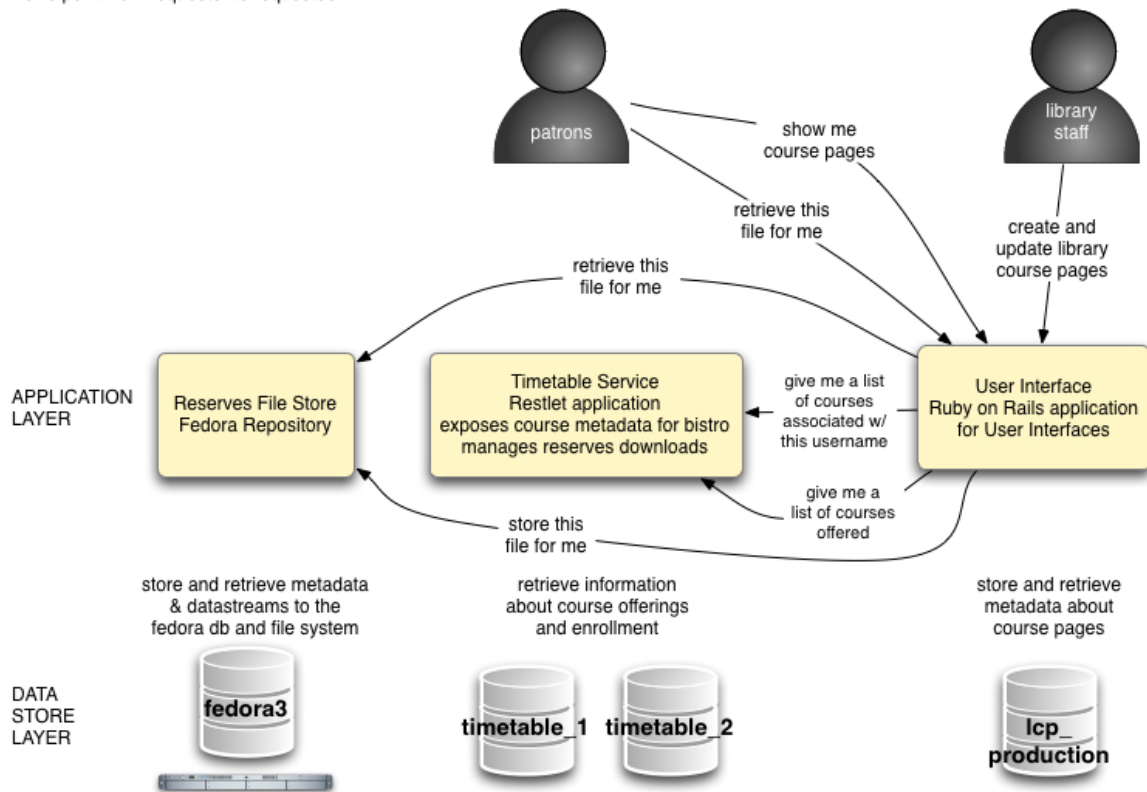 patrons
library
staff
show me
course pages
retrieve this
file for me
create and
update library
course pages
retrieve this
file for me
APPLICATION
LAYER
Reserves File Store
Fedora Repository
Timetable Service
Restlet application
exposes course metadata for bistro
manages reserves downloads
give me a list
of courses
associated w/
this username
User Interface
Ruby on Rails application
for User Interfaces
give me a
list of courses
offered
store this
file for me
store and retrieve metadata
& datastreams to the
fedora db and file system
retrieve information
about course offerings
and enrollment
store and retrieve
metadata about
course pages
DATA
STORE
LAYER
fedora3
timetable_1
timetable_2
lcp_
production